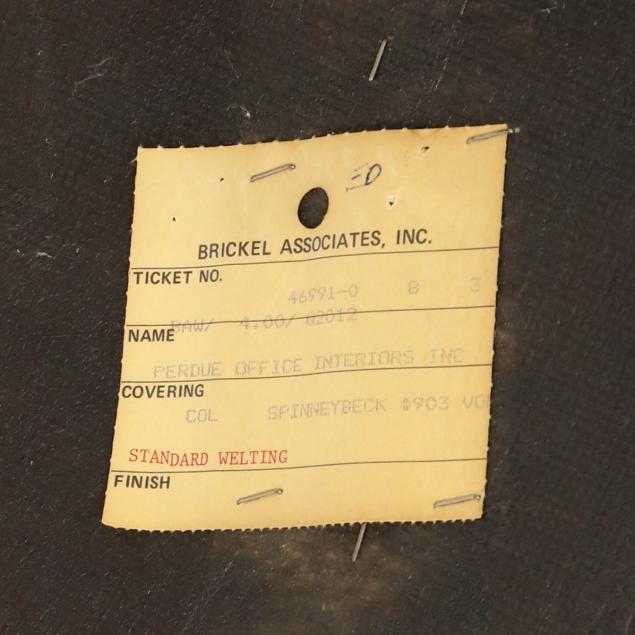 BRICKEL ASSOCIATES, INC.
TICKET NO.
46991-0 8 3
RAW/ 4.00/ 02012
NAME
PERDUE OFFICE INTERIORS INC
COVERING
COL SPINNEYBECK #903
STANDARD WELTING
FINISH